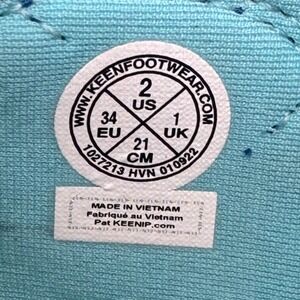 WWW.KEENFOOTWEAR.COM
2
US
34
EU
1
UK
21
CM
1027213 HVN 010922
MADE IN VIETNAM
Fabriqué au Vietnam
Pat KEENIP.com